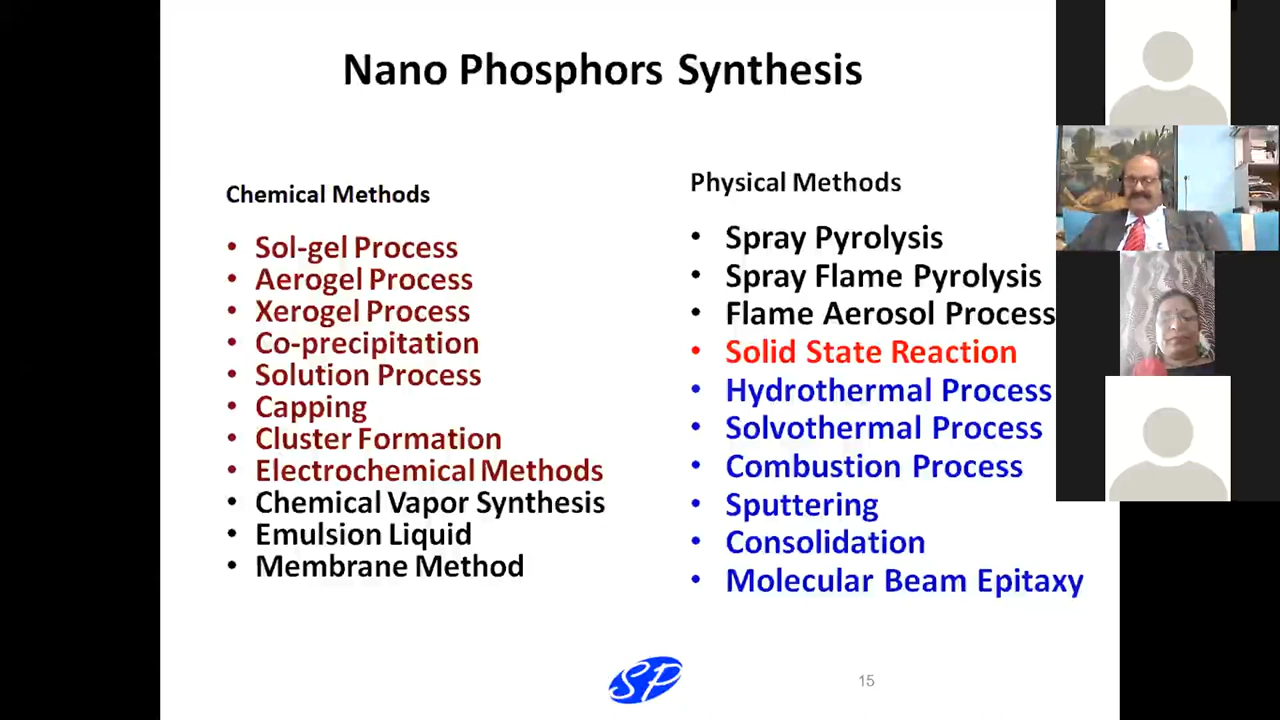 Nano Phosphors Synthesis
Chemical Methods
• Sol-gel Process
• Aerogel Process
• Xerogel Process
• Co-precipitation
• Solution Process
• Capping
• Cluster Formation
• Electrochemical Methods
• Chemical Vapor Synthesis
• Emulsion Liquid
• Membrane Method
Physical Methods
• Spray Pyrolysis
• Spray Flame Pyrolysis
• Flame Aerosol Process
• Solid State Reaction
• Hydrothermal Process
• Solvothermal Process
• Combustion Process
• Sputtering
• Consolidation
• Molecular Beam Epitaxy
SP
15